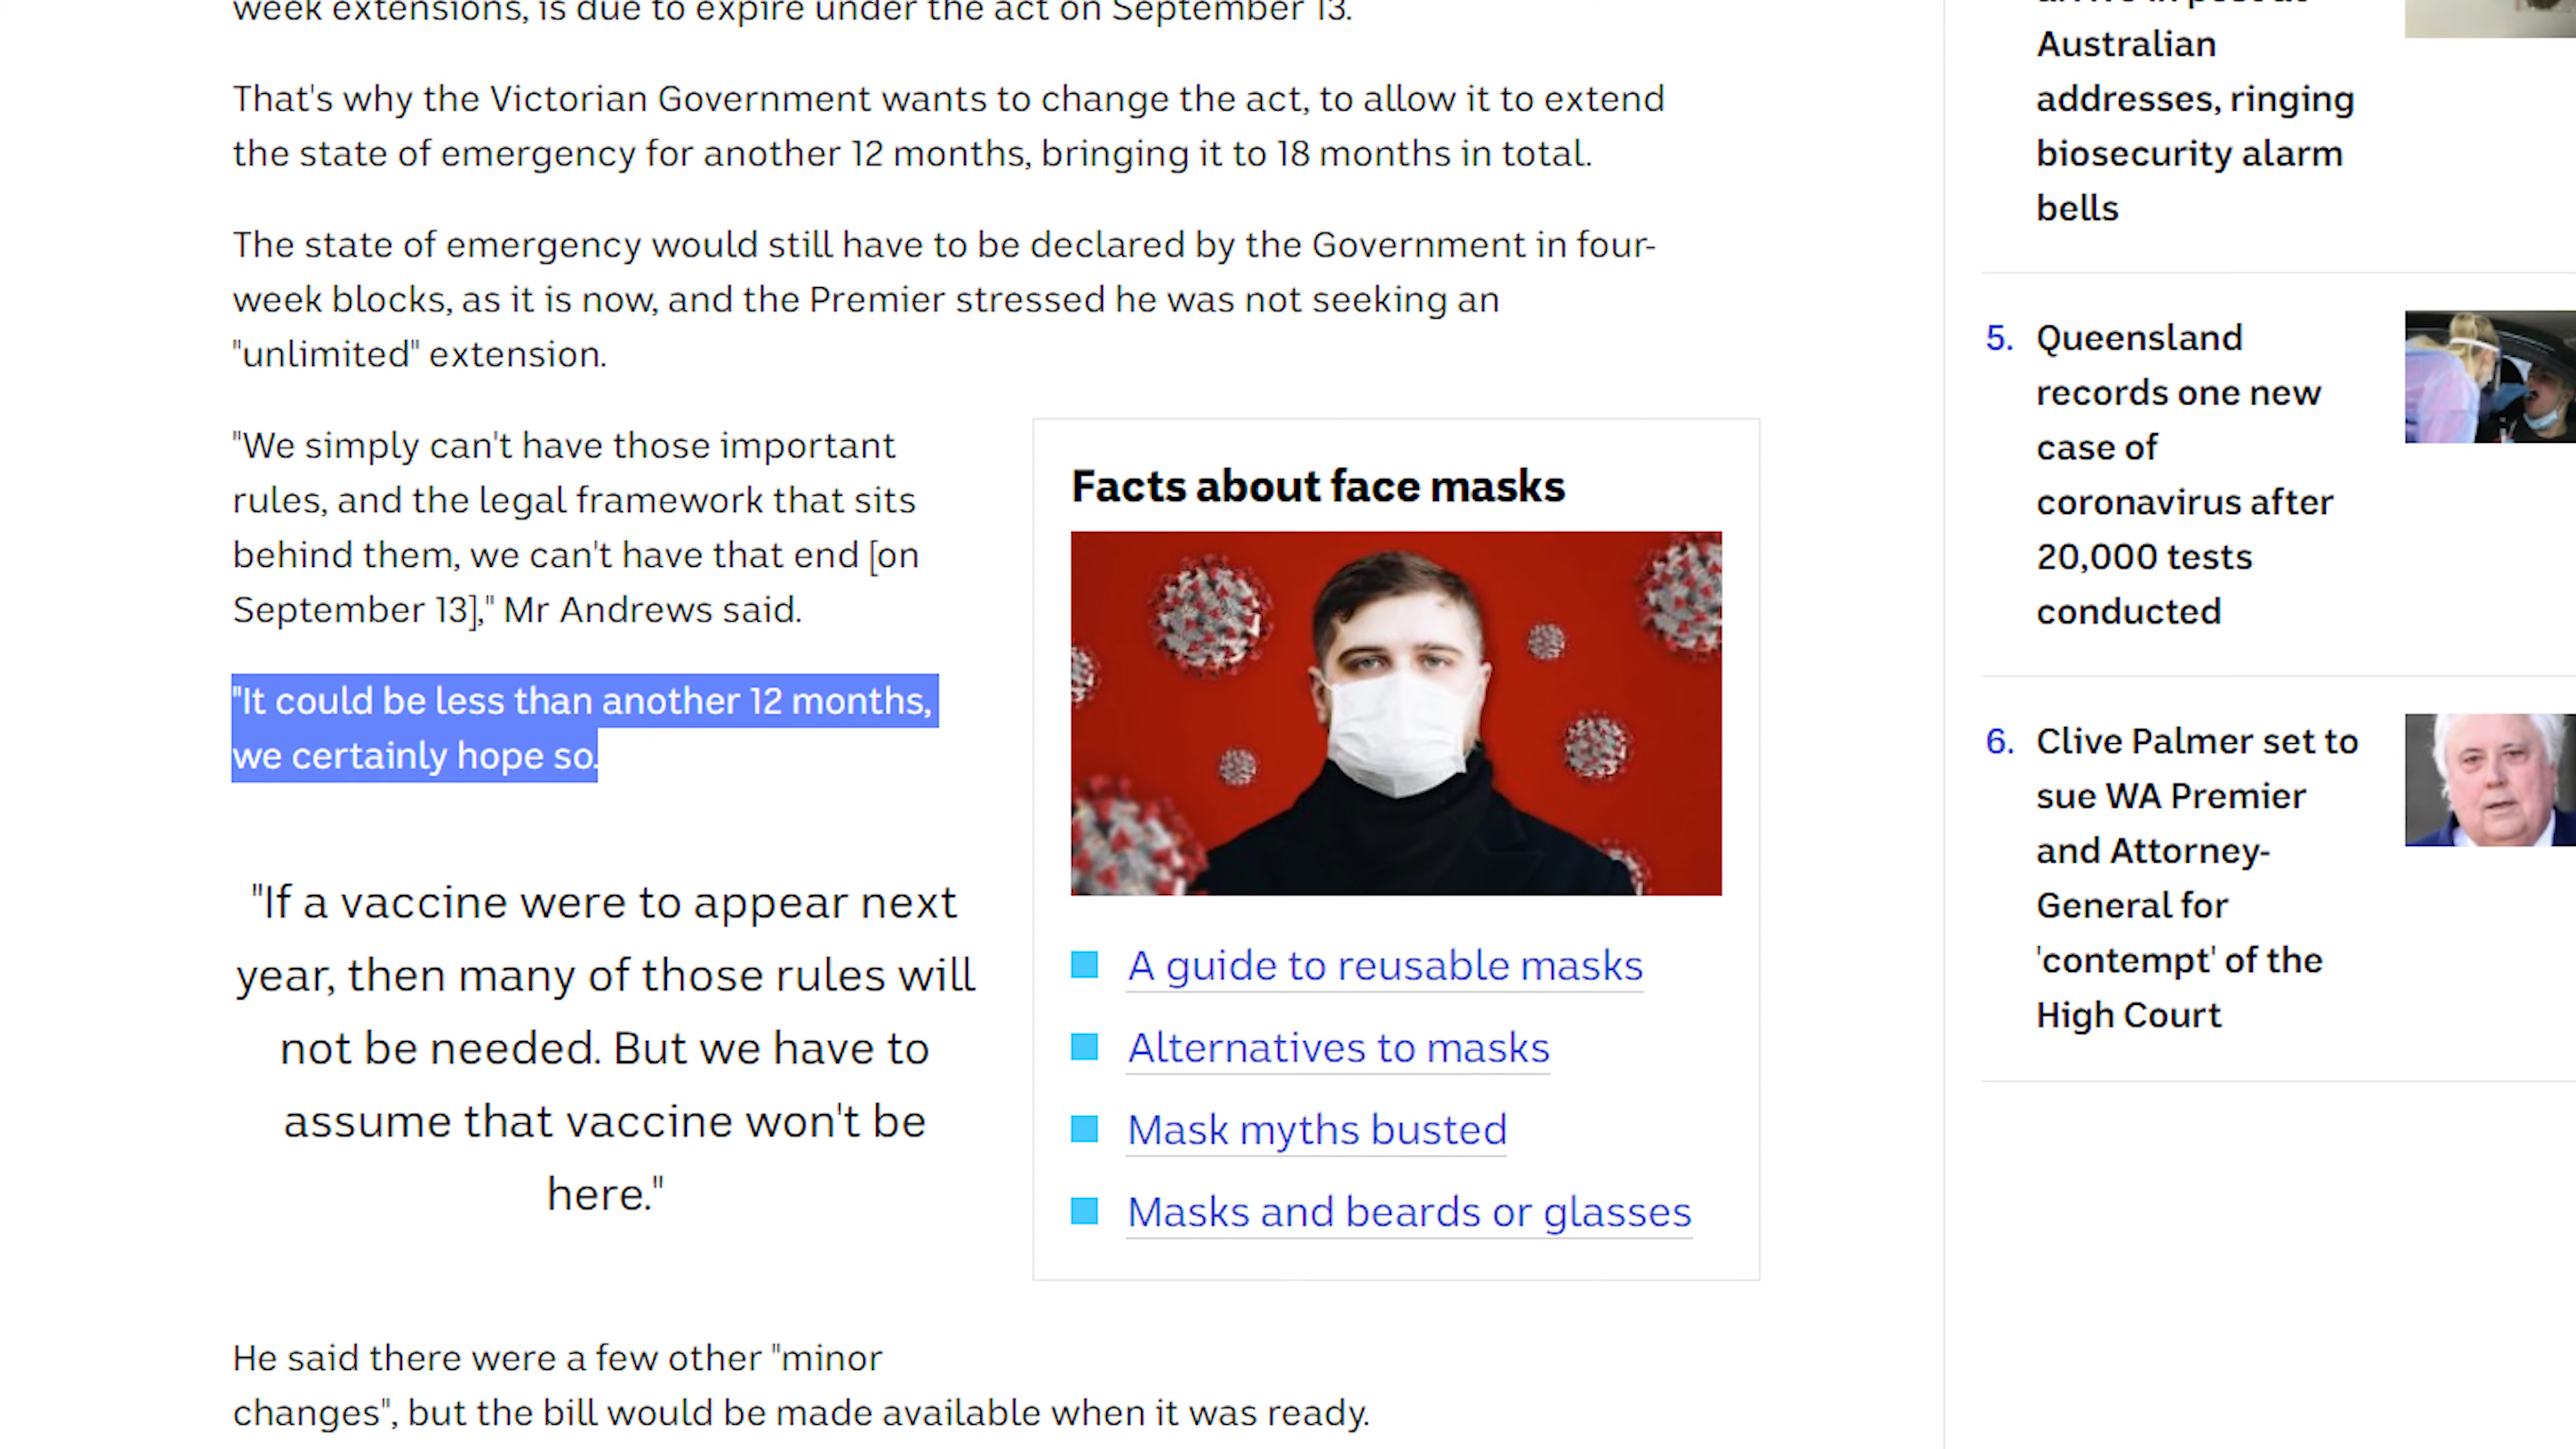 week extensions, is due to expire under the act on September 13.
That's why the Victorian Government wants to change the act, to allow it to extend
the state of emergency for another 12 months, bringing it to 18 months in total.
The state of emergency would still have to be declared by the Government in four-
week blocks, as it is now, and the Premier stressed he was not seeking an
"unlimited" extension.
"We simply can't have those important
rules, and the legal framework that sits
behind them, we can't have that end [on
September 13]," Mr Andrews said.
"It could be less than another 12 months,
we certainly hope so.
"If a vaccine were to appear next
year, then many of those rules will
not be needed. But we have to
assume that vaccine won't be
here."
He said there were a few other "minor
changes", but the bill would be made available when it was ready.
Facts about face masks
A guide to reusable masks
Alternatives to masks
Mask myths busted
Masks and beards or glasses
Australian
addresses, ringing
biosecurity alarm
bells
5. Queensland
records one new
case of
coronavirus after
20,000 tests
conducted
6. Clive Palmer set to
sue WA Premier
and Attorney-
General for
'contempt' of the
High Court